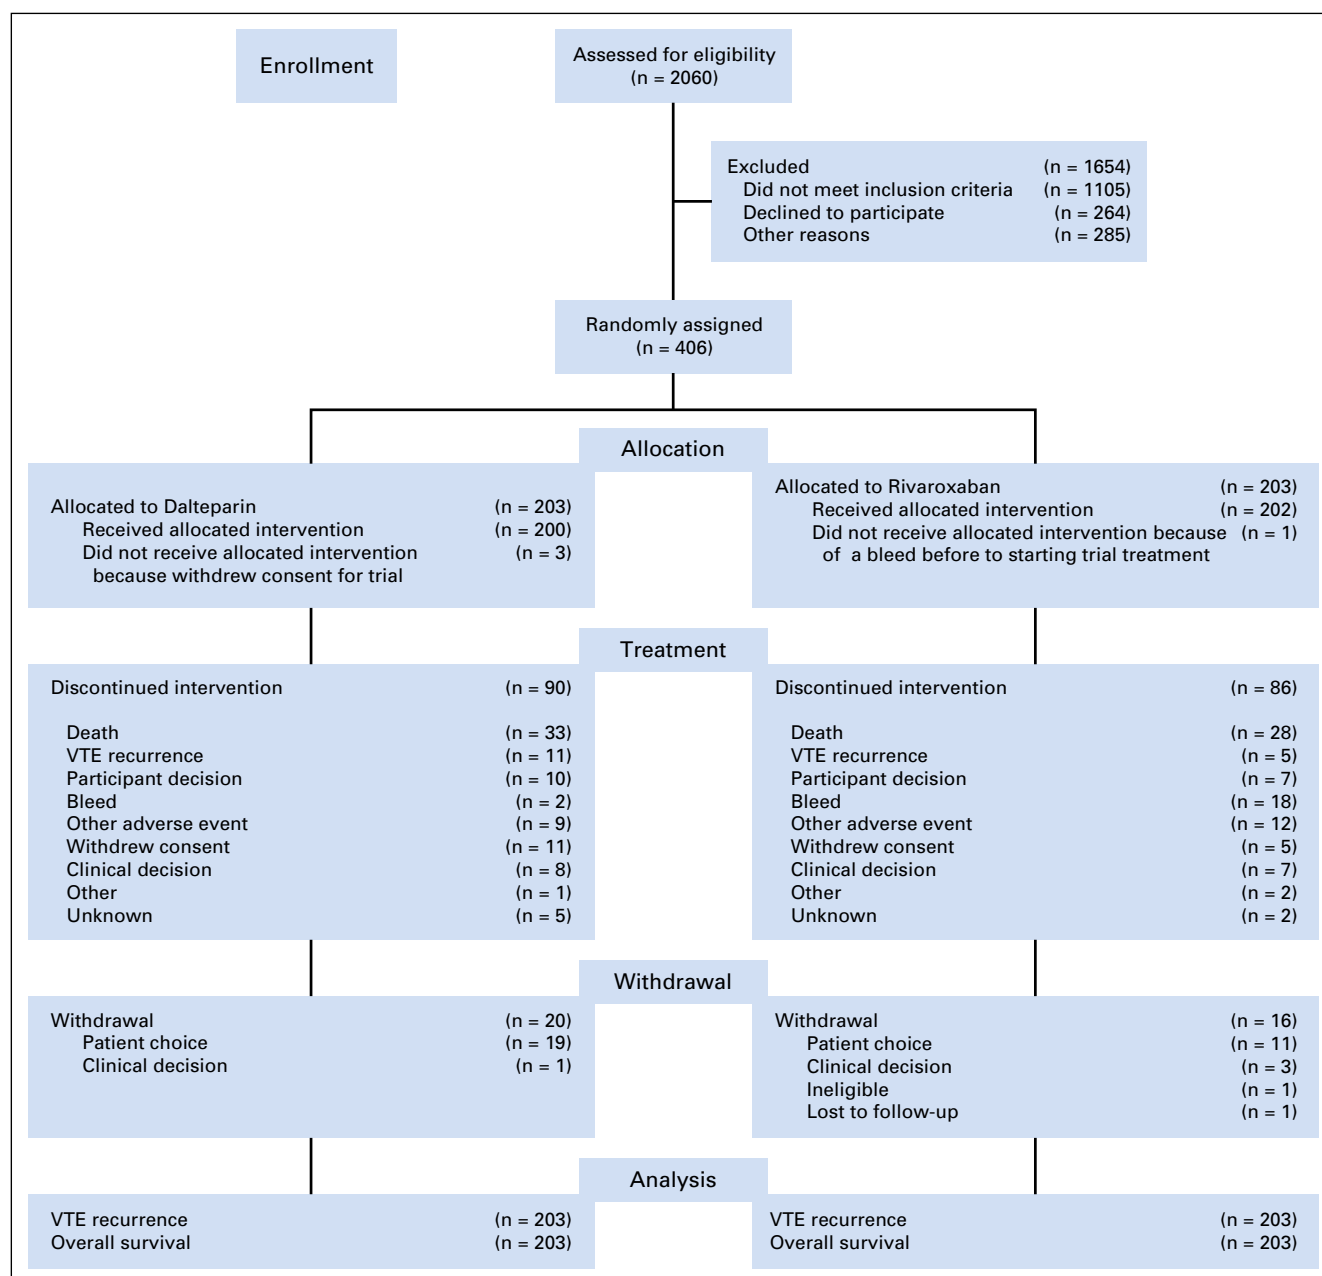 Enrollment
Assessed for eligibility
(n = 2060)
Excluded (n = 1654)
Did not meet inclusion criteria (n = 1105)
Declined to participate (n = 264)
Other reasons (n = 285)
Randomly assigned
(n = 406)
Allocation
Allocated to Dalteparin (n = 203)
Received allocated intervention (n = 200)
Did not receive allocated intervention (n = 3)
because withdrew consent for trial
Allocated to Rivaroxaban (n = 203)
Received allocated intervention (n = 202)
Did not receive allocated intervention because (n = 1)
of a bleed before to starting trial treatment
Treatment
Discontinued intervention (n = 90)
Death (n = 33)
VTE recurrence (n = 11)
Participant decision (n = 10)
Bleed (n = 2)
Other adverse event (n = 9)
Withdrew consent (n = 11)
Clinical decision (n = 8)
Other (n = 1)
Unknown (n = 5)
Discontinued intervention (n = 86)
Death (n = 28)
VTE recurrence (n = 5)
Participant decision (n = 7)
Bleed (n = 18)
Other adverse event (n = 12)
Withdrew consent (n = 5)
Clinical decision (n = 7)
Other (n = 2)
Unknown (n = 2)
Withdrawal
Withdrawal (n = 20)
Patient choice (n = 19)
Clinical decision (n = 1)
Withdrawal (n = 16)
Patient choice (n = 11)
Clinical decision (n = 3)
Ineligible (n = 1)
Lost to follow-up (n = 1)
Analysis
VTE recurrence (n = 203)
Overall survival (n = 203)
VTE recurrence (n = 203)
Overall survival (n = 203)